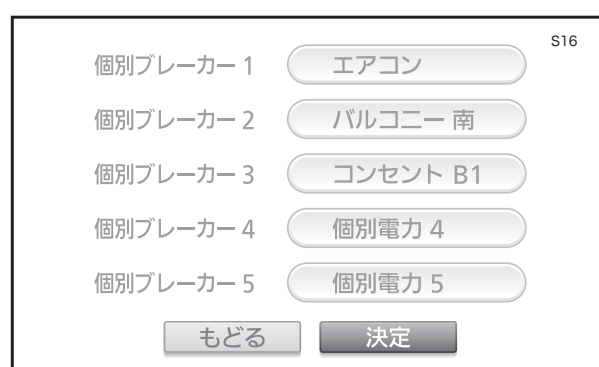 S16
個別ブレーカー 1 エアコン
個別ブレーカー 2 バルコニー 南
個別ブレーカー 3 コンセント B1
個別ブレーカー 4 個別電力 4
個別ブレーカー 5 個別電力 5
もどる 決定